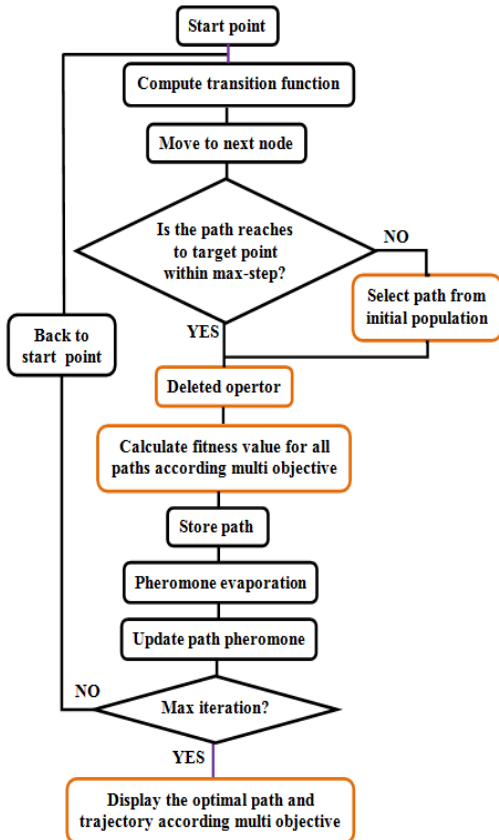 Start point
Compute transition function
Move to next node
Is the path reaches
to target point
within max-step?
NO
Select path from
initial population
YES
Back to
start point
Deleted opertor
Calculate fitness value for all
paths according multi objective
Store path
Pheromone evaporation
Update path pheromone
NO
Max iteration?
YES
Display the optimal path and
trajectory according multi objective